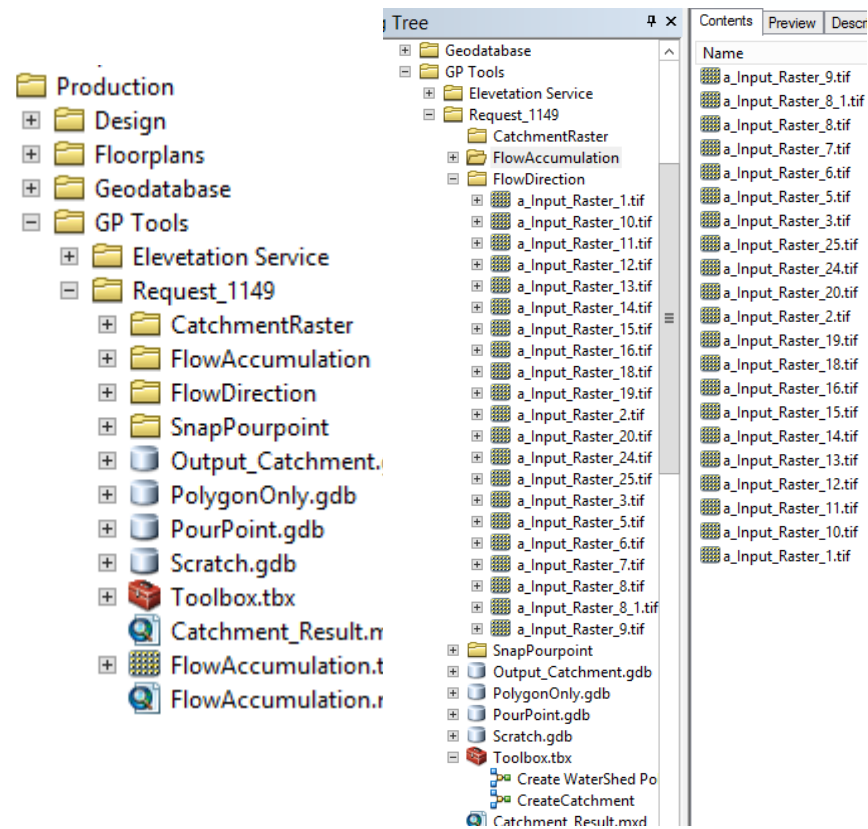 Production
Design
Floorplans
Geodatabase
GP Tools
Elevetation Service
Request_1149
CatchmentRaster
FlowAccumulation
FlowDirection
SnapPourpoint
Output_Catchment.
PolygonOnly.gdb
PourPoint.gdb
Scratch.gdb
Toolbox.tbx
Catchment_Result.m
FlowAccumulation.t
FlowAccumulation.r
Tree
Geodatabase
GP Tools
Elevetation Service
Request_1149
CatchmentRaster
FlowAccumulation
FlowDirection
a_Input_Raster_1.tif
a_Input_Raster_10.tif
a_Input_Raster_11.tif
a_Input_Raster_12.tif
a_Input_Raster_13.tif
a_Input_Raster_14.tif
a_Input_Raster_15.tif
a_Input_Raster_16.tif
a_Input_Raster_18.tif
a_Input_Raster_19.tif
a_Input_Raster_2.tif
a_Input_Raster_20.tif
a_Input_Raster_24.tif
a_Input_Raster_25.tif
a_Input_Raster_3.tif
a_Input_Raster_5.tif
a_Input_Raster_6.tif
a_Input_Raster_7.tif
a_Input_Raster_8.tif
a_Input_Raster_8_1.tif
a_Input_Raster_9.tif
SnapPourpoint
Output_Catchment.gdb
PolygonOnly.gdb
PourPoint.gdb
Scratch.gdb
Toolbox.tbx
Create WaterShed Po
CreateCatchment
Catchment_Result.mxd
Contents Preview Descr
Name
a_Input_Raster_9.tif
a_Input_Raster_8_1.tif
a_Input_Raster_8.tif
a_Input_Raster_7.tif
a_Input_Raster_6.tif
a_Input_Raster_5.tif
a_Input_Raster_3.tif
a_Input_Raster_25.tif
a_Input_Raster_24.tif
a_Input_Raster_20.tif
a_Input_Raster_2.tif
a_Input_Raster_19.tif
a_Input_Raster_18.tif
a_Input_Raster_16.tif
a_Input_Raster_15.tif
a_Input_Raster_14.tif
a_Input_Raster_13.tif
a_Input_Raster_12.tif
a_Input_Raster_11.tif
a_Input_Raster_10.tif
a_Input_Raster_1.tif